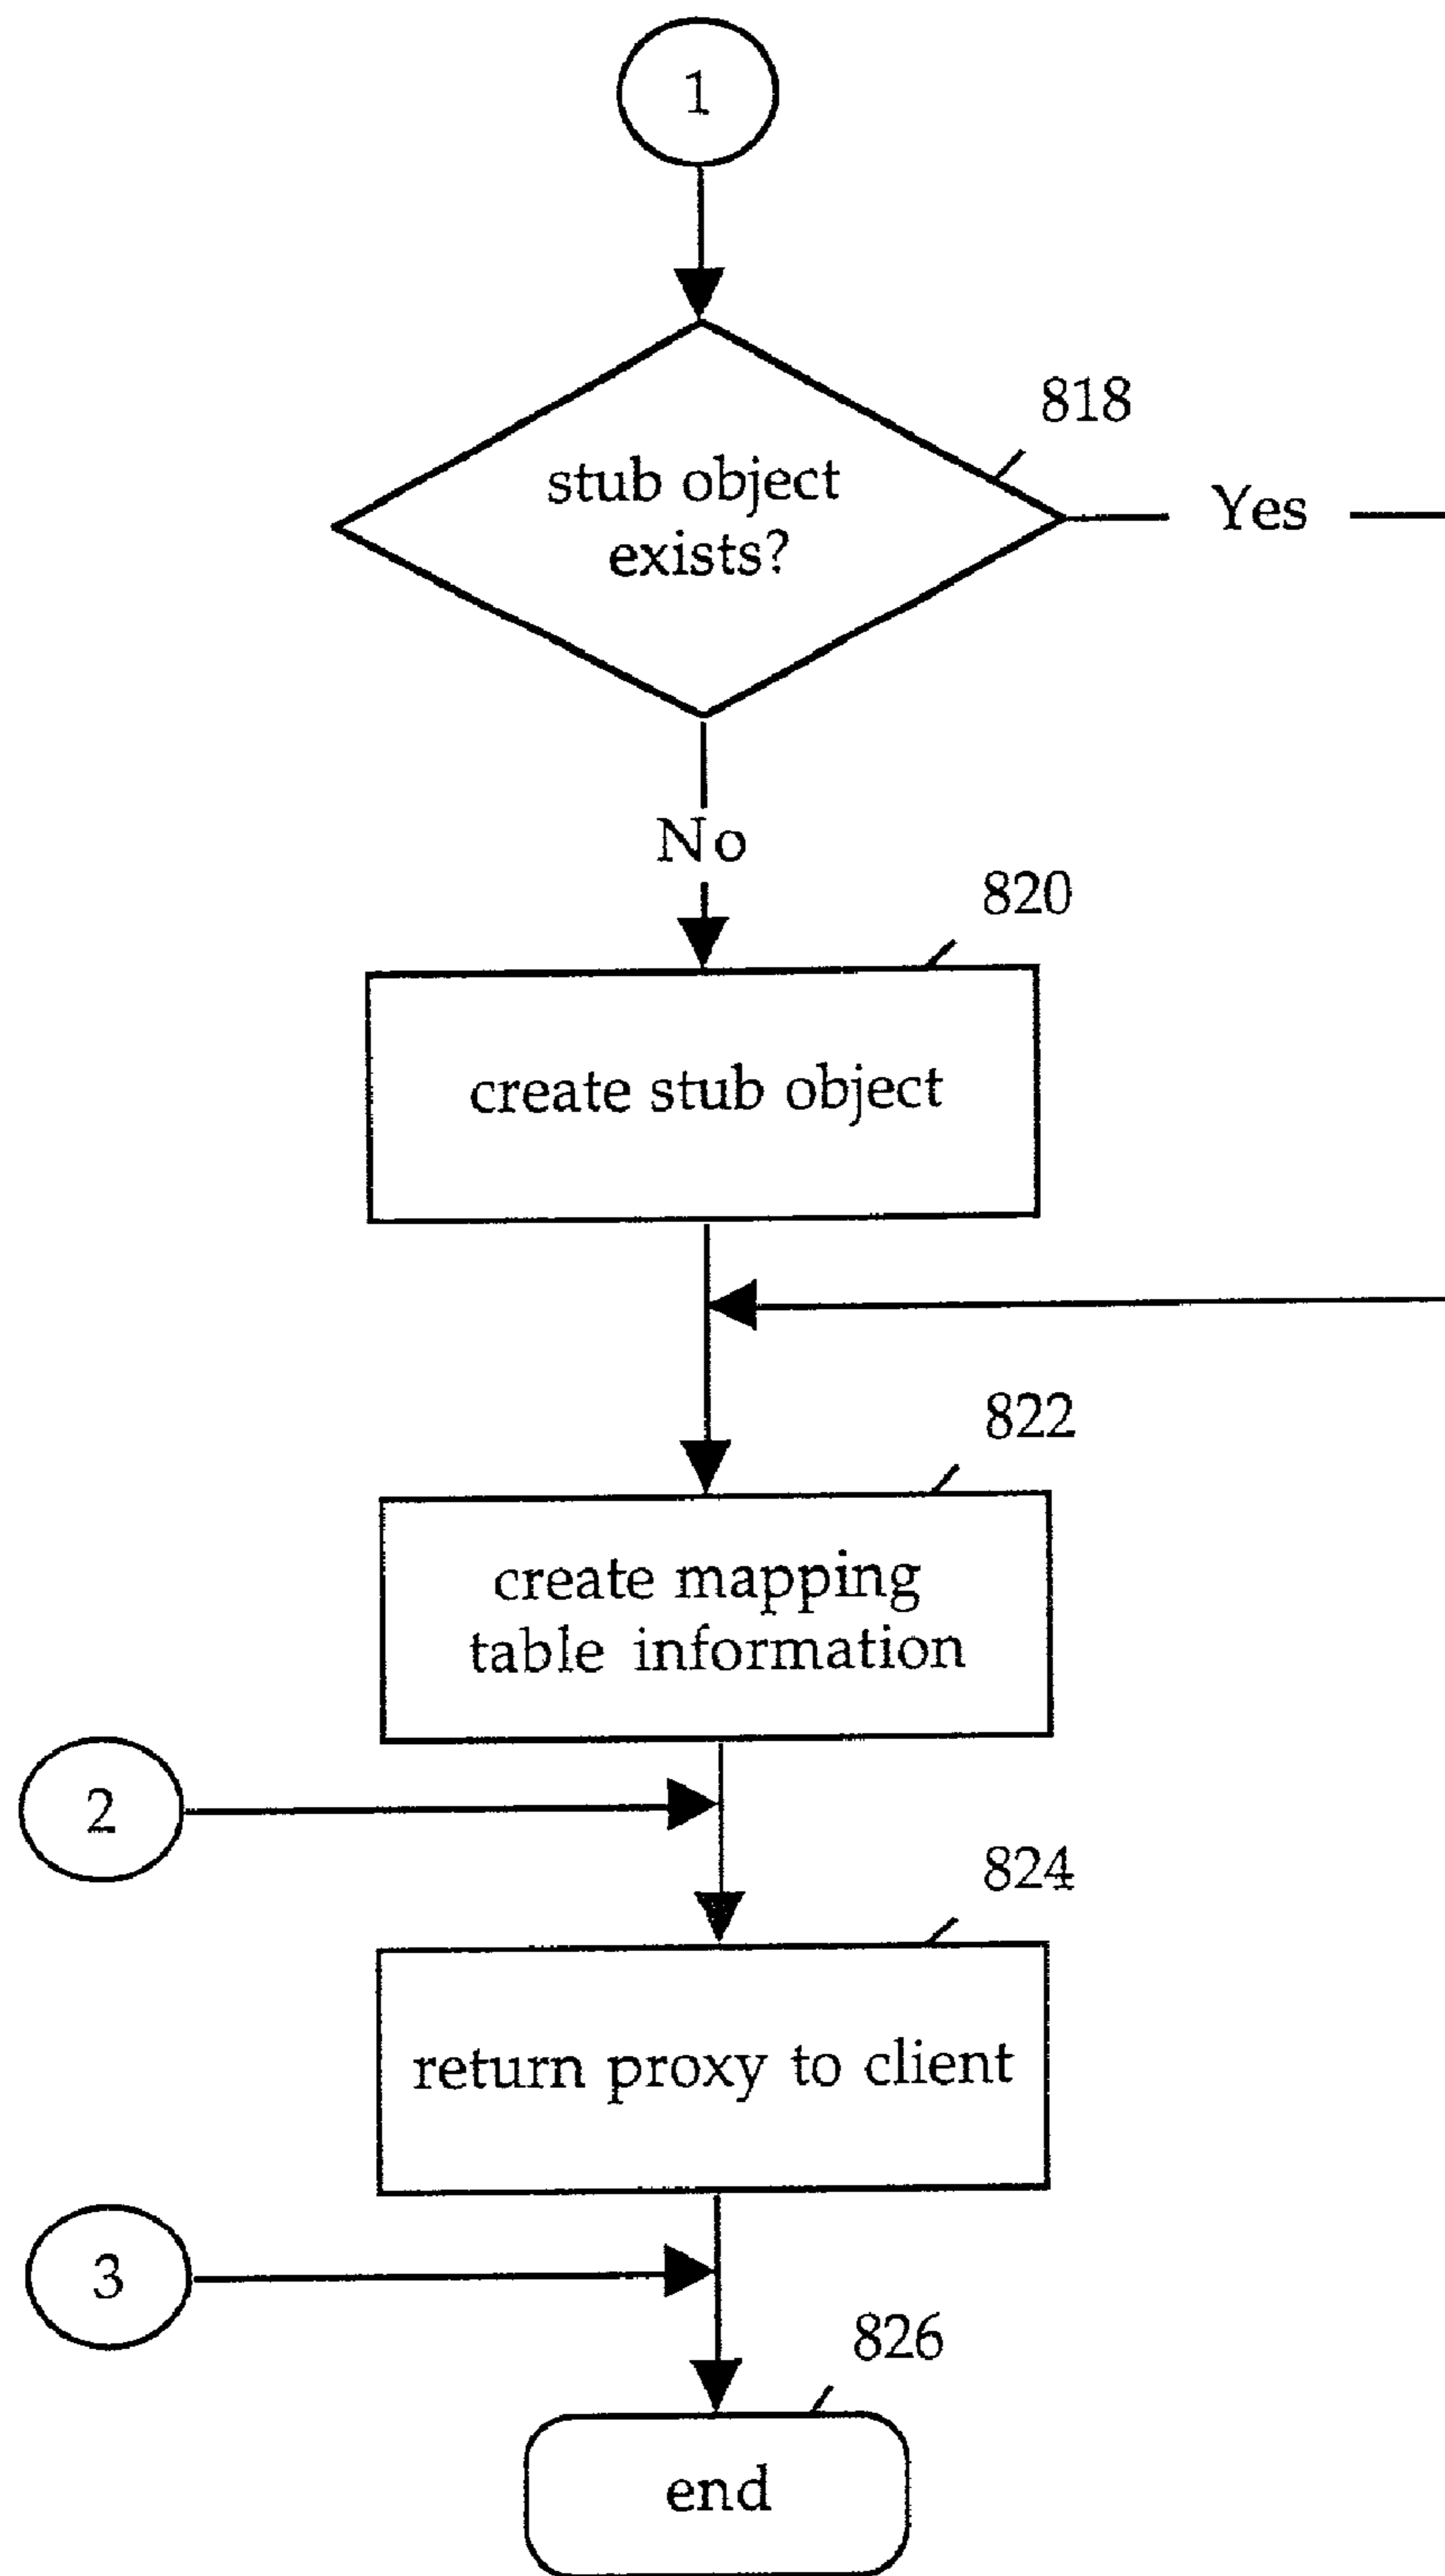 1
818
stub object
exists?
Yes
No
820
create stub object
822
create mapping
table information
2
824
return proxy to client
3
826
end